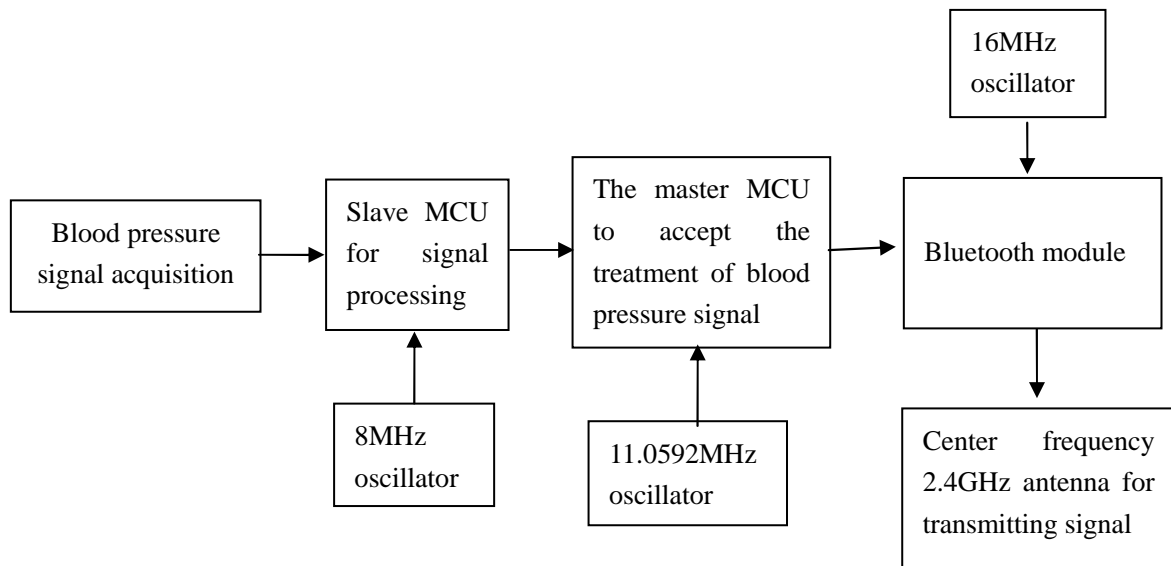 16MHz
oscillator
Blood pressure
signal acquisition
Slave MCU
for signal
processing
The master MCU
to accept the
treatment of blood
pressure signal
Bluetooth module
8MHz
oscillator
11.0592MHz
oscillator
Center frequency
2.4GHz antenna for
transmitting signal